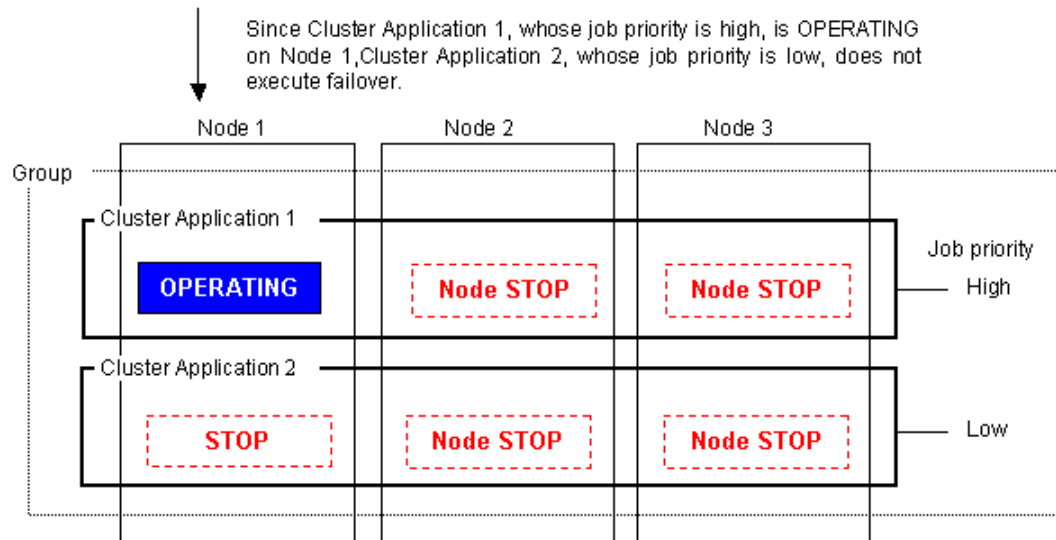 Since Cluster Application 1, whose job priority is high, is OPERATING
on Node 1,Cluster Application 2, whose job priority is low, does not
execute failover.
Node 1
Node 2
Node 3
Group
Cluster Application 1
Job priority
OPERATING
Node STOP
Node STOP
High
Cluster Application 2
STOP
Node STOP
Node STOP
Low